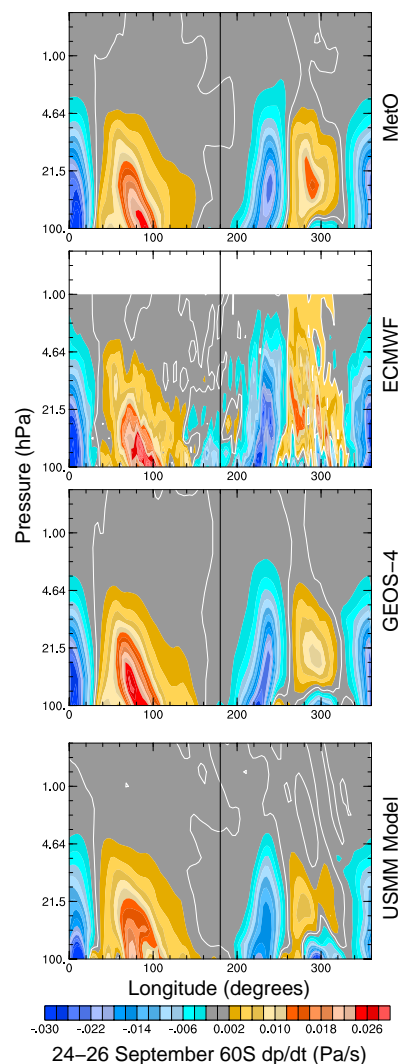 1.00
4.64
21.5
100.
0 100 200 300
MetO
1.00
4.64
21.5
100.
0 100 200 300
ECMWF
Pressure (hPa)
1.00
4.64
21.5
100.
0 100 200 300
GEOS−4
1.00
4.64
21.5
100.
0 100 200 300
USMM Model
Longitude (degrees)
-.030 -.022 -.014 -.006 0.002 0.010 0.018 0.026
24−26 September 60S dp/dt (Pa/s)